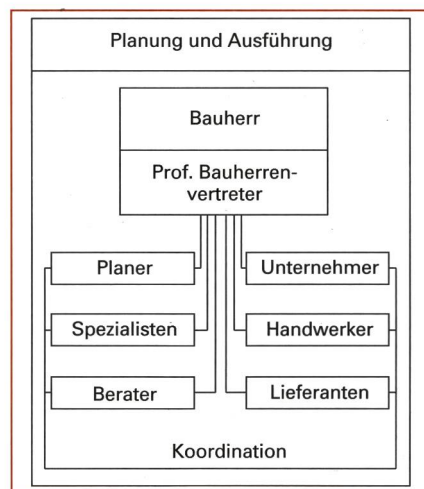 Planung und Ausführung
Bauherr
Prof. Bauherren-
vertreter
Planer
Unternehmer
Spezialisten
Handwerker
Berater
Lieferanten
Koordination